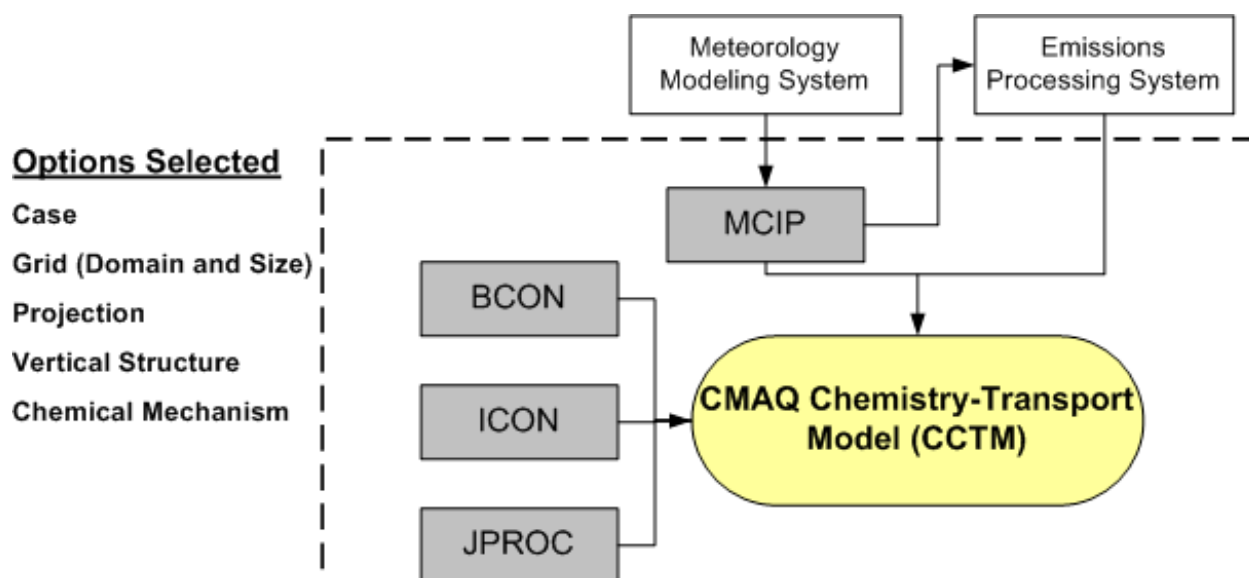 Meteorology
Modeling System
Emissions
Processing System
Options Selected
Case
Grid (Domain and Size)
Projection
Vertical Structure
Chemical Mechanism
MCIP
BCON
ICON
JPROC
CMAQ Chemistry-Transport
Model (CCTM)